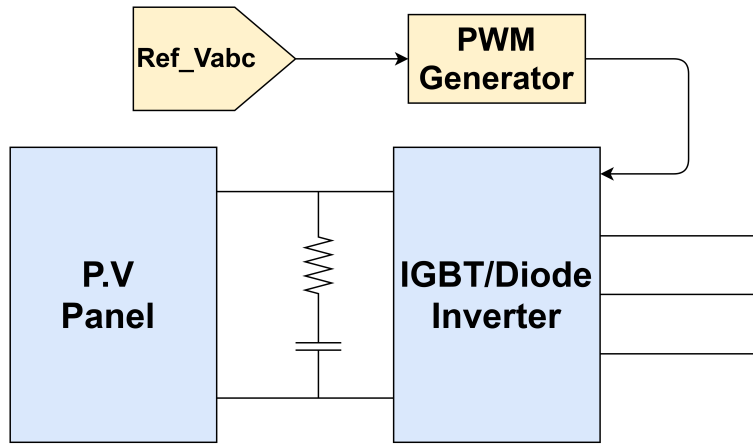 Ref_Vabc
PWM
Generator
P.V
Panel
IGBT/Diode
Inverter